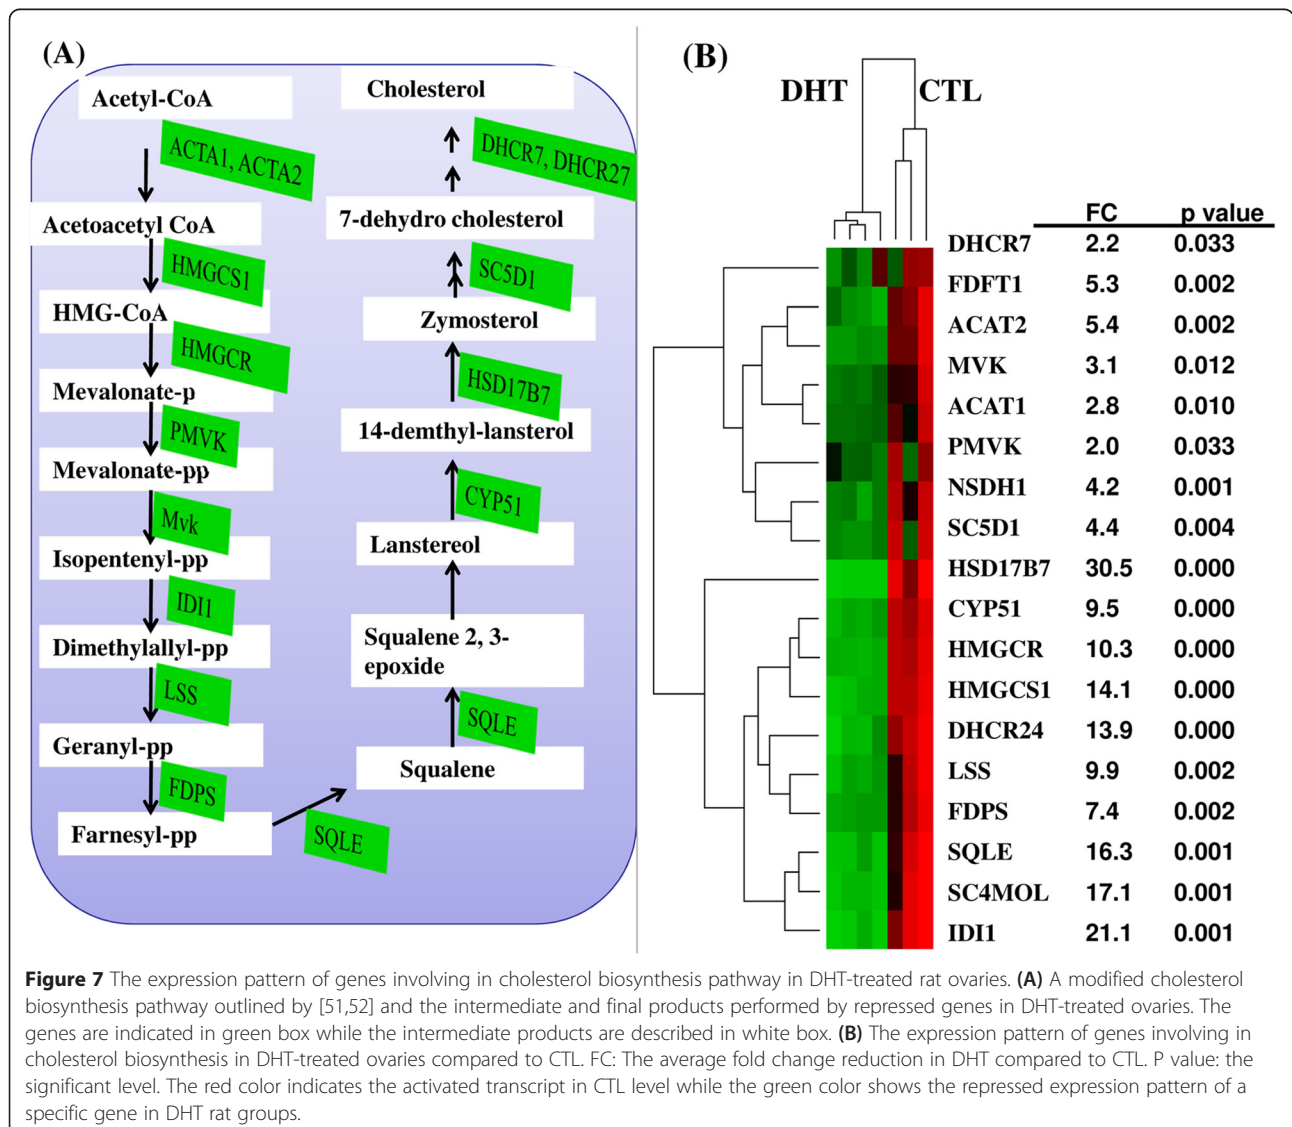 (A)
Acetyl-CoA
ACTA1, ACTA2
Acetoacetyl CoA
HMGCS1
HMG-CoA
HMGCR
Mevalonate-p
PMVK
Mevalonate-pp
Mvk
Isopentenyl-pp
IDI1
Dimethylallyl-pp
LSS
Geranyl-pp
FDPS
Farnesyl-pp
SQLE
Cholesterol
DHCR7, DHCR27
7-dehydro cholesterol
SC5D1
Zymosterol
HSD17B7
14-demthyl-lansterol
CYP51
Lanstereol
Squalene 2, 3-
epoxide
SQLE
Squalene
(B)
DHT CTL
FC p value
DHCR7 2.2 0.033
FDFT1 5.3 0.002
ACAT2 5.4 0.002
MVK 3.1 0.012
ACAT1 2.8 0.010
PMVK 2.0 0.033
NSDH1 4.2 0.001
SC5D1 4.4 0.004
HSD17B7 30.5 0.000
CYP51 9.5 0.000
HMGCR 10.3 0.000
HMGCS1 14.1 0.000
DHCR24 13.9 0.000
LSS 9.9 0.002
FDPS 7.4 0.002
SQLE 16.3 0.001
SC4MOL 17.1 0.001
IDI1 21.1 0.001
Figure 7 The expression pattern of genes involving in cholesterol biosynthesis pathway in DHT-treated rat ovaries. (A) A modified cholesterol
biosynthesis pathway outlined by [51,52] and the intermediate and final products performed by repressed genes in DHT-treated ovaries. The
genes are indicated in green box while the intermediate products are described in white box. (B) The expression pattern of genes involving in
cholesterol biosynthesis in DHT-treated ovaries compared to CTL. FC: The average fold change reduction in DHT compared to CTL. P value: the
significant level. The red color indicates the activated transcript in CTL level while the green color shows the repressed expression pattern of a
specific gene in DHT rat groups.